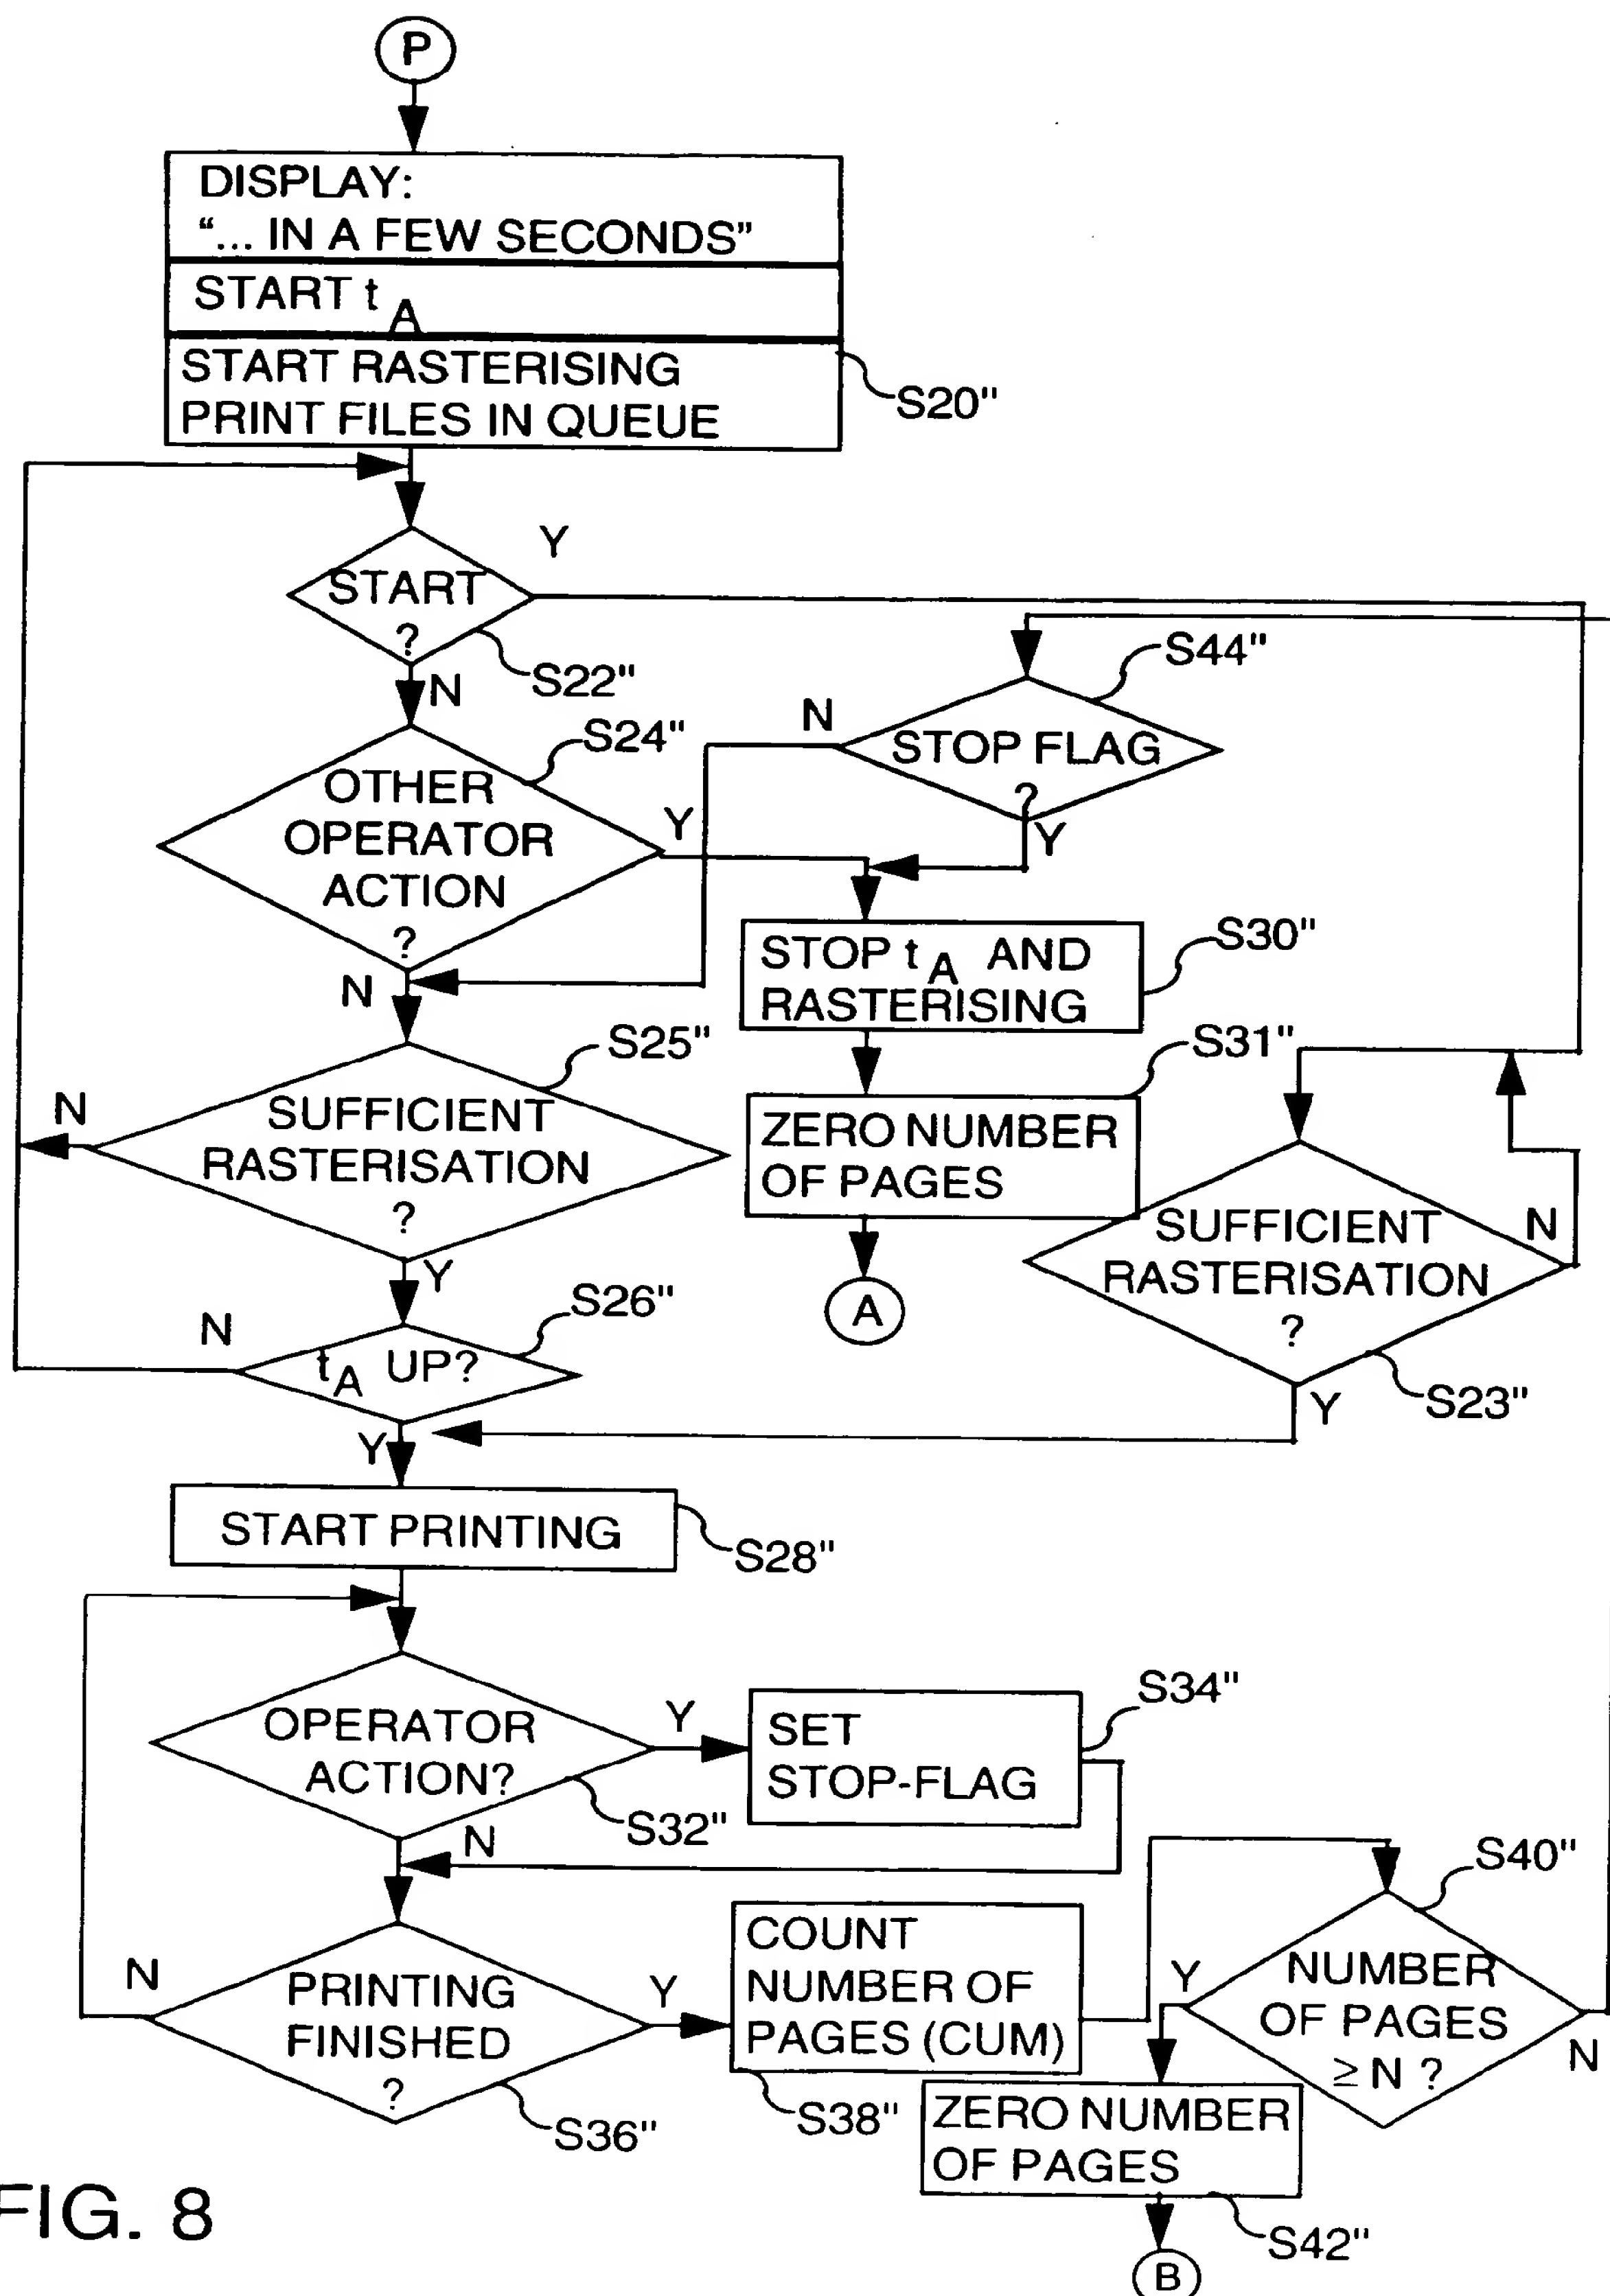 P
DISPLAY:
“... IN A FEW SECONDS”
START t A
START RASTERISING
PRINT FILES IN QUEUE
S20"
START
?
Y
S22"
N
S44"
STOP FLAG
?
N
Y
S24"
OTHER
OPERATOR
ACTION
?
Y
N
S30"
STOP t A AND
RASTERISING
S31"
ZERO NUMBER
OF PAGES
A
S25"
SUFFICIENT
RASTERISATION
?
N
Y
SUFFICIENT
RASTERISATION
?
N
S23"
Y
S26"
t A UP?
N
Y
START PRINTING
S28"
OPERATOR
ACTION?
Y
S32"
N
S34"
SET
STOP-FLAG
PRINTING
FINISHED
?
N
Y
S36"
COUNT
NUMBER OF
PAGES (CUM)
S38"
S40"
NUMBER
OF PAGES
≥ N ?
Y
N
ZERO NUMBER
OF PAGES
S42"
B
FIG. 8